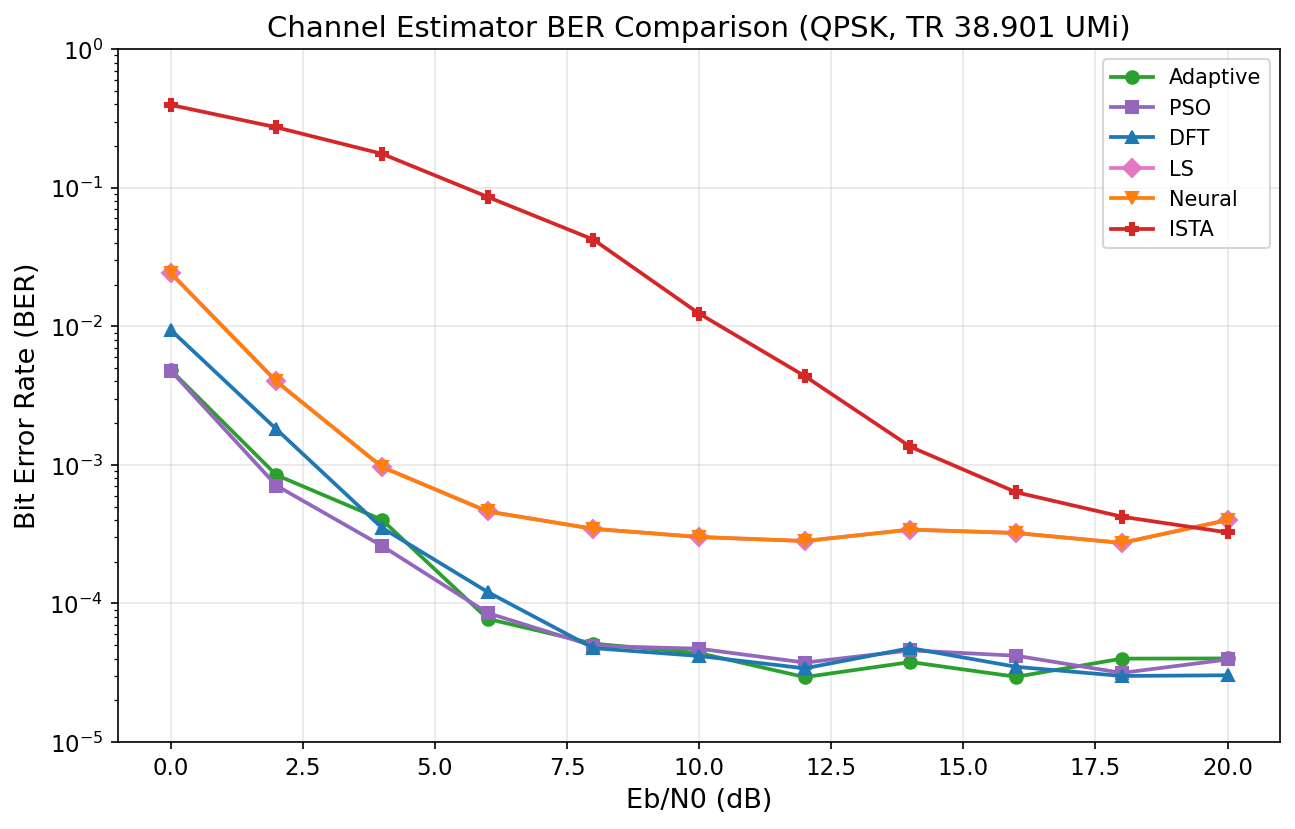 Channel Estimator BER Comparison (QPSK, TR 38.901 UMi)
Bit Error Rate (BER)
10⁰
10⁻¹
10⁻²
10⁻³
10⁻⁴
10⁻⁵
Adaptive
PSO
DFT
LS
Neural
ISTA
0.0 2.5 5.0 7.5 10.0 12.5 15.0 17.5 20.0
Eb/N0 (dB)